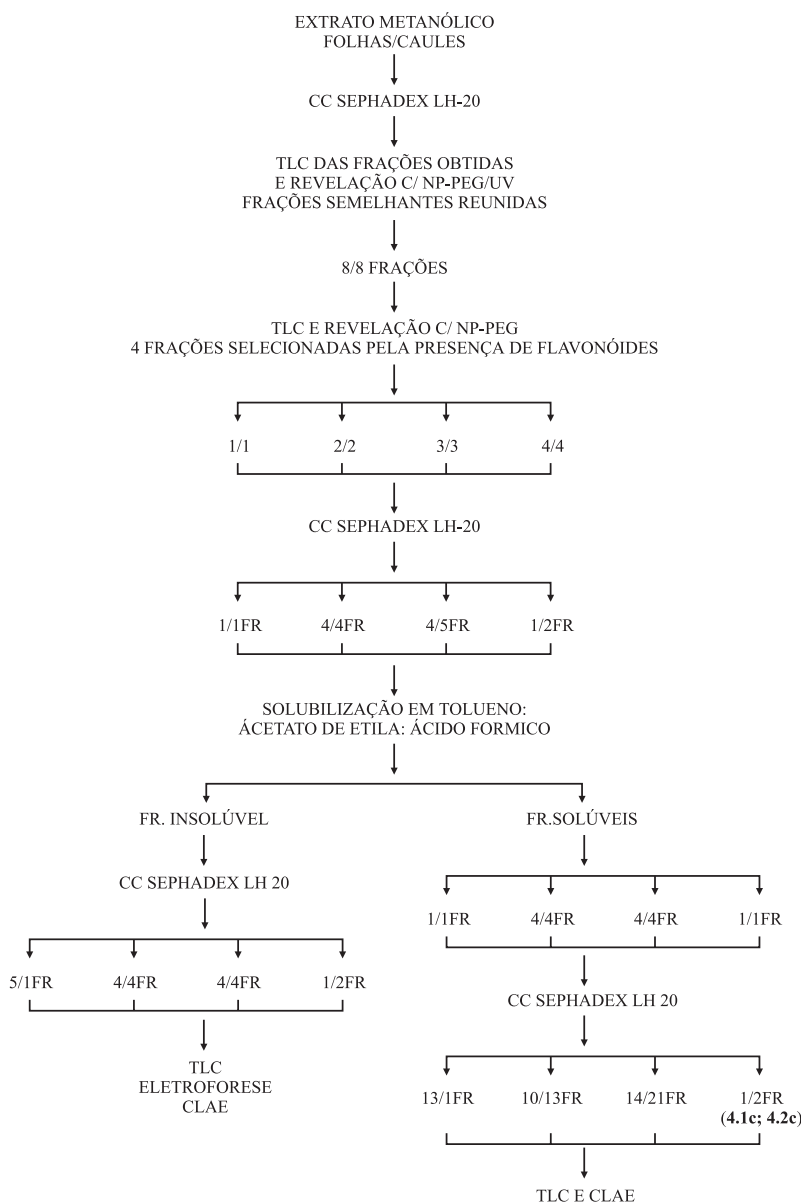 EXTRATO METANÓLICO
FOLHAS/CAULES
CC SEPHADEX LH-20
TLC DAS FRAÇÕES OBTIDAS
E REVELAÇÃO C/ NP-PEG/UV
FRAÇÕES SEMELHANTES REUNIDAS
8/8 FRAÇÕES
TLC E REVELAÇÃO C/ NP-PEG
4 FRAÇÕES SELECIONADAS PELA PRESENÇA DE FLAVONÓIDES
1/1 2/2 3/3 4/4
CC SEPHADEX LH-20
1/1FR 4/4FR 4/5FR 1/2FR
SOLUBILIZAÇÃO EM TOLUENO:
ÁCETATO DE ETILA: ÁCIDO FORMICO
FR. INSOLÚVEL
CC SEPHADEX LH 20
5/1FR 4/4FR 4/4FR 1/2FR
TLC
ELETROFORESE
CLAE
FR.SOLÚVEIS
1/1FR 4/4FR 4/4FR 1/1FR
CC SEPHADEX LH 20
13/1FR 10/13FR 14/21FR 1/2FR
(4.1c; 4.2c)
TLC E CLAE